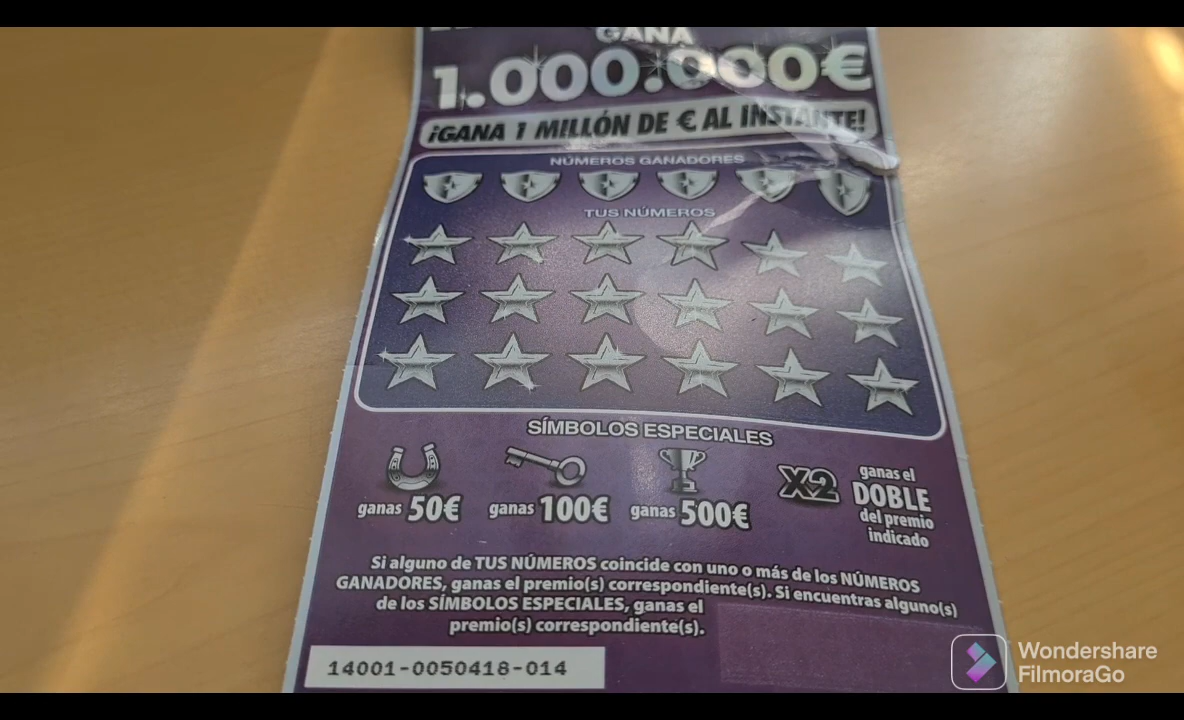 GANA
1.000.000€
¡GANA 1 MILLÓN DE € AL INSTANTE!
NÚMEROS GANADORES
TUS NÚMEROS
SÍMBOLOS ESPECIALES
ganas 50€
ganas 100€
ganas 500€
X2
ganas el
DOBLE
del premio
indicado
Si alguno de TUS NÚMEROS coincide con uno o más de los NÚMEROS
GANADORES, ganas el premio(s) correspondiente(s). Si encuentras alguno(s)
de los SÍMBOLOS ESPECIALES, ganas el
premio(s) correspondiente(s).
14001-0050418-014
Wondershare
FilmoraGo